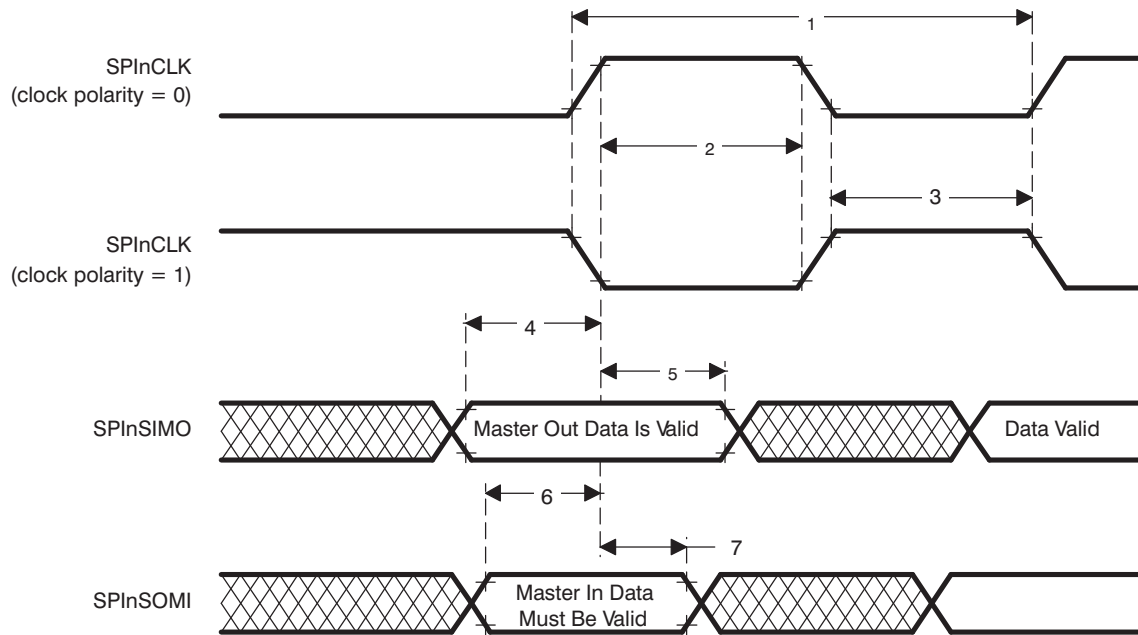 1
SPInCLK
(clock polarity = 0)
2
3
SPInCLK
(clock polarity = 1)
4
5
SPInSIMO
Master Out Data Is Valid
Data Valid
6
7
SPInSOMI
Master In Data
Must Be Valid